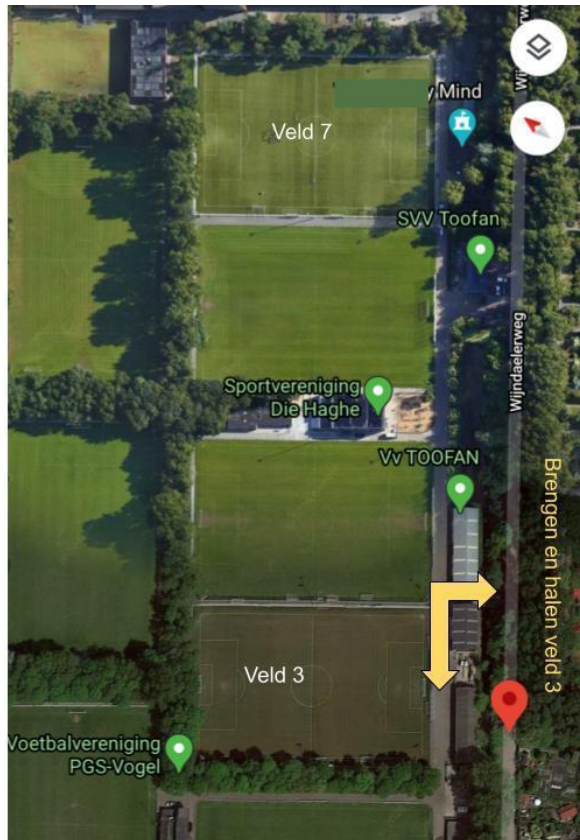 Wi
y Mind
Veld 7
SVV Toofan
Wijndaelerweg
Sportvereniging
Die Haghe
Vv TOOFAN
Brengen en halen veld 3
Veld 3
Voetbalvereniging
PGS-Vogel